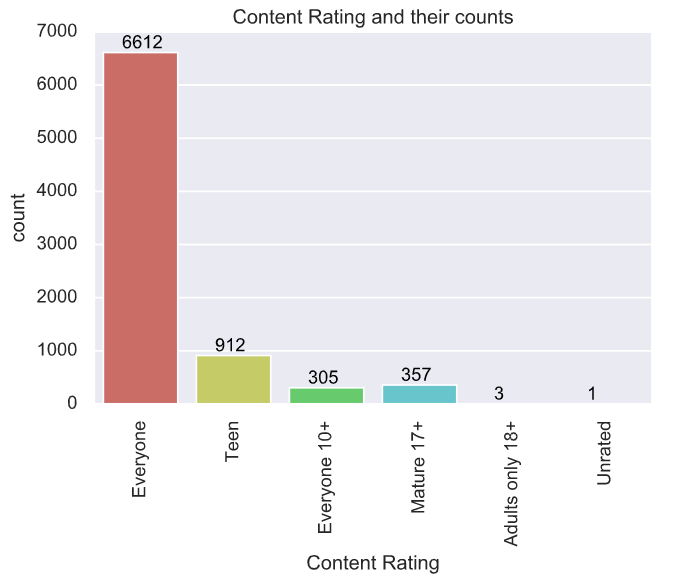 Content Rating and their counts
7000
6000
5000
4000
3000
2000
1000
0
count
6612
912
305
357
3
1
Everyone
Teen
Everyone 10+
Mature 17+
Adults only 18+
Unrated
Content Rating